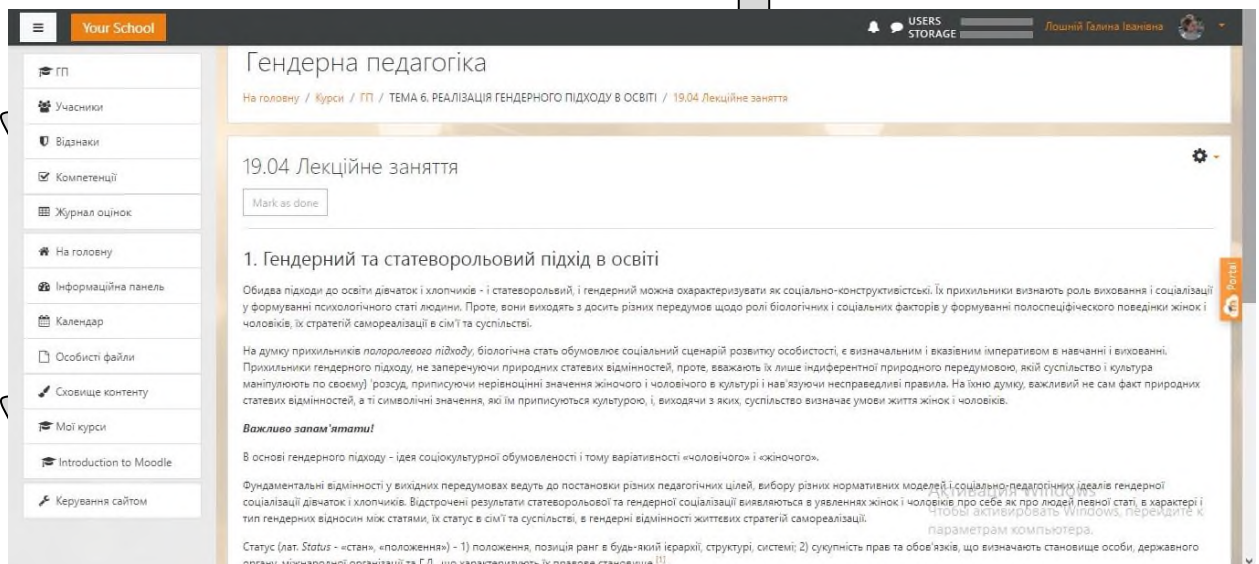 Your School
USERS
STORAGE
Лошній Галина Іванівна
ГП
Учасники
Відзнаки
Компетенції
Журнал оцінок
На головну
Інформаційна панель
Календар
Особисті файли
Сховище контенту
Мої курси
Introduction to Moodle
Керування сайтом
Гендерна педагогіка
На головну / Курси / ГП / ТЕМА 6. РЕАЛІЗАЦІЯ ГЕНДЕРНОГО ПІДХОДУ В ОСВІТІ / 19.04 Лекційне заняття
19.04 Лекційне заняття
Mark as done
1. Гендерний та статеворольовий підхід в освіті
Обидва підходи до освіти дівчаток і хлопчиків - і статеворольвий, і гендерний можна охарактеризувати як соціально-конструктивістські. Їх прихильники визнають роль виховання і соціалізації
у формуванні психологічного статі людини. Проте, вони виходять з досить різних передумов щодо ролі біологічних і соціальних факторів у формуванні полоспеціфіческого поведінки жінок і
чоловіків, їх стратегій самореалізації в сім'ї та суспільстві.
На думку прихильників полоролевого підходу, біологічна стать обумовлює соціальний сценарій розвитку особистості, є визначальним і вказівним імперативом в навчанні і вихованні.
Прихильники гендерного підходу, не заперечуючи природних статевих відмінностей, проте, вважають їх лише індиферентної природного передумовою, якій суспільство і культура
маніпулюють по своєму} 'розсуд, приписуючи нерівноцінні значення жіночого і чоловічого в культурі і нав'язуючи несправедливі правила. На їхню думку, важливий не сам факт природних
статевих відмінностей, а ті символічні значення, які їм приписуються культурою, і, виходячи з яких, суспільство визначає умови життя жінок і чоловіків.
Важливо запам'ятати!
В основі гендерного підходу - ідея соціокультурної обумовленості і тому варіативності «чоловічого» і «жіночого».
Фундаментальні відмінності у вихідних передумовах ведуть до постановки різних педагогічних цілей, вибору різних нормативних моделей і соціально-педагогічних ідеалів гендерної
соціалізації дівчаток і хлопчиків. Відстрочені результати статеворольової та гендерної соціалізації виявляються в уявленнях жінок і чоловіків про себе як про людей певної статі, в характері і
тип гендерних відносин між статями, їх статус в сім'ї та суспільстві, в гендерні відмінності життєвих стратегій самореалізації.
Статус (лат. Status - «стан», «положення») - 1) положення, позиція ранг в будь-який ієрархії, структурі, системі; 2) сукупність прав та обов'язків, що визначають становище особи, державного
органу, міжнародної організації та Г.Д., що характеризують їх правове становище [1]
Portal
Активация Windows
Чтобы активировать Windows, перейдите к
параметрам компьютера.